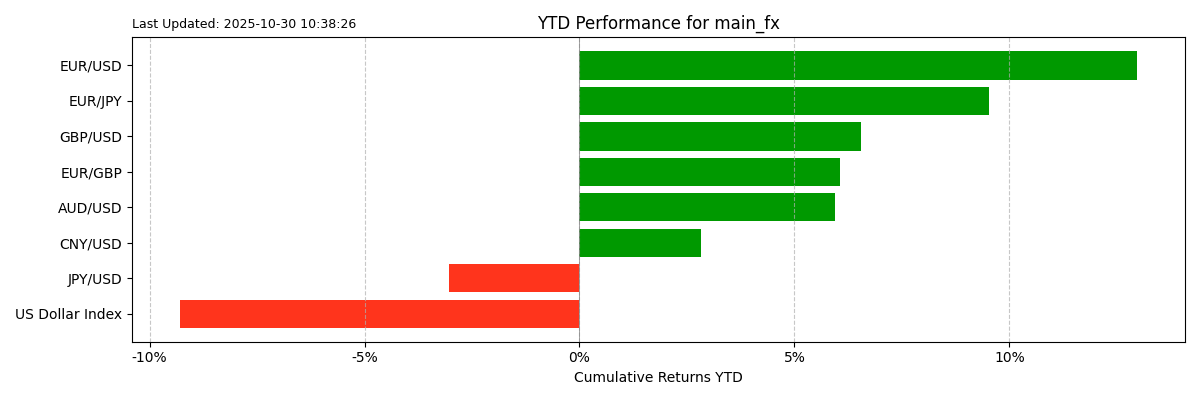 Last Updated: 2025-10-30 10:38:26
YTD Performance for main_fx
EUR/USD
EUR/JPY
GBP/USD
EUR/GBP
AUD/USD
CNY/USD
JPY/USD
US Dollar Index
-10% -5% 0% 5% 10%
Cumulative Returns YTD